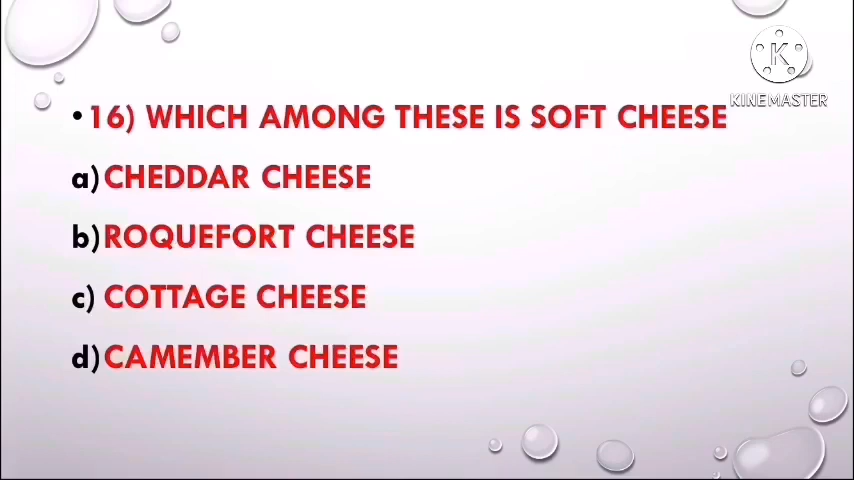 KINEMASTER
• 16) WHICH AMONG THESE IS SOFT CHEESE
a) CHEDDAR CHEESE
b) ROQUEFORT CHEESE
c) COTTAGE CHEESE
d) CAMEMBER CHEESE